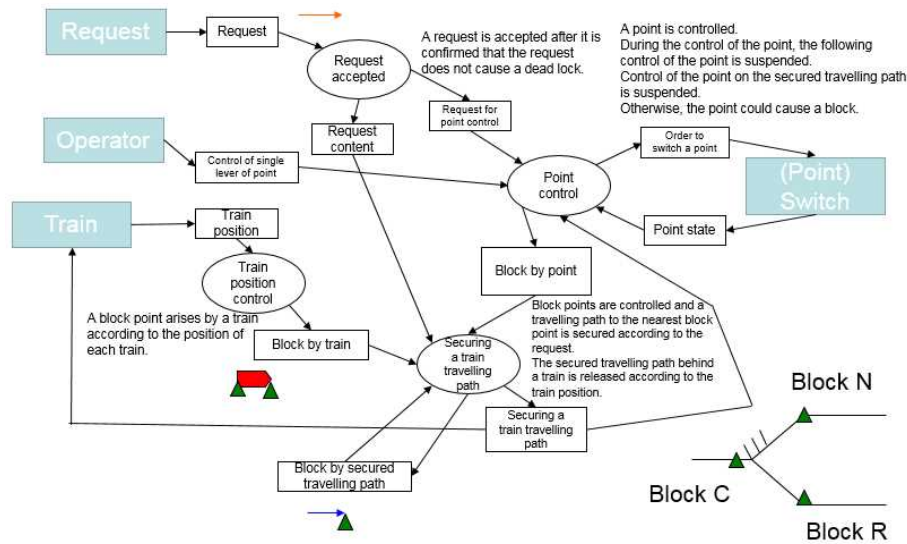 Request
Request
Request
accepted
A request is accepted after it is
confirmed that the request
does not cause a dead lock.
A point is controlled.
During the control of the point, the following
control of the point is suspended.
Control of the point on the secured travelling path
is suspended.
Otherwise, the point could cause a block.
Request for
point control
Operator
Request
content
Order to
switch a point
Control of single
lever of point
Point
control
(Point)
Switch
Train
Train
position
Point state
Train
position
control
Block by point
A block point arises by a train
according to the position of
each train.
Block by train
Securing
a train
travelling
path
Block points are controlled and a
travelling path to the nearest block
point is secured according to the
request.
The secured travelling path behind
a train is released according to the
train position.
Securing a
train travelling
path
Block by secured
travelling path
Block N
Block C
Block R